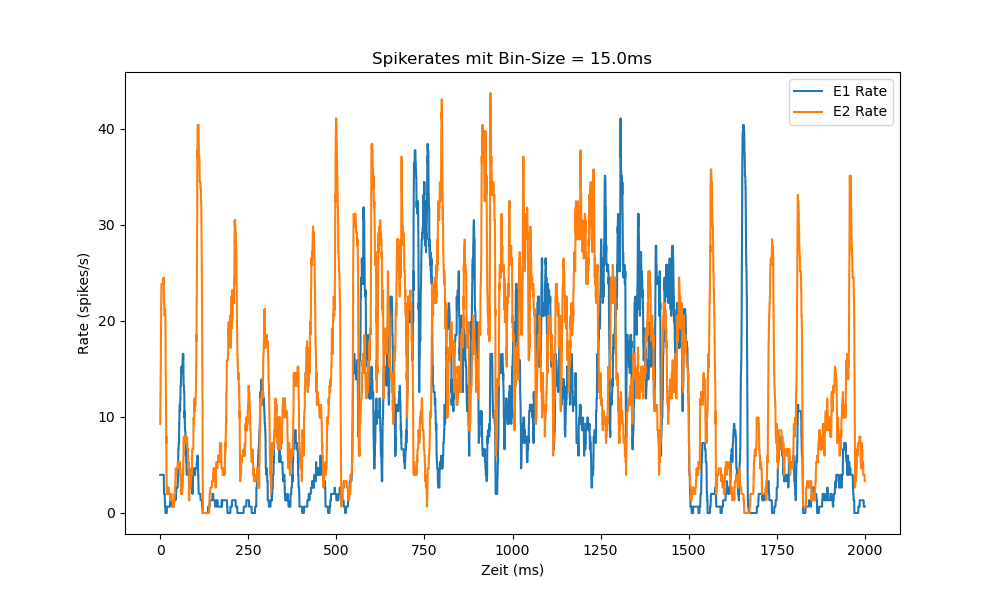 Spikerates mit Bin-Size = 15.0ms
E1 Rate
E2 Rate
Rate (spikes/s)
40
30
20
10
0
0 250 500 750 1000 1250 1500 1750 2000
Zeit (ms)